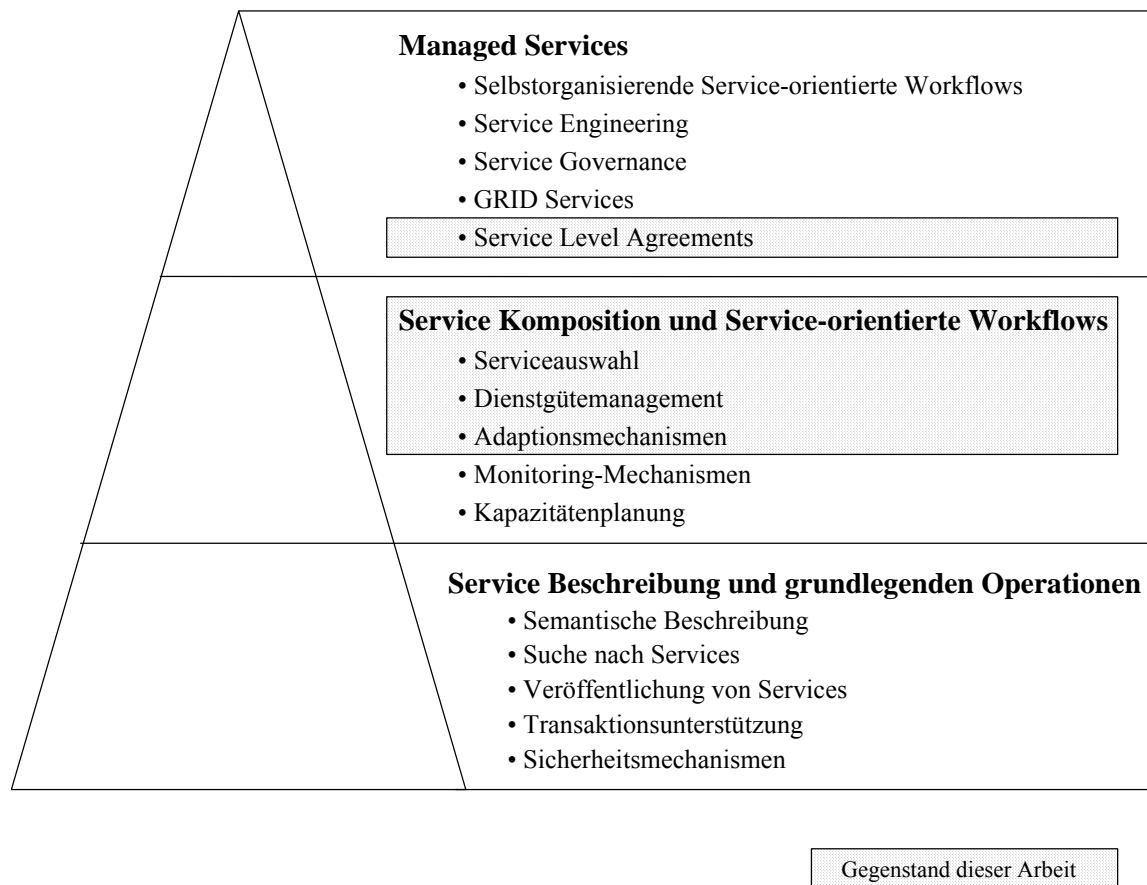 Managed Services
• Selbstorganisierende Service-orientierte Workflows
• Service Engineering
• Service Governance
• GRID Services
• Service Level Agreements
Service Komposition und Service-orientierte Workflows
• Serviceauswahl
• Dienstgütemanagement
• Adaptionsmechanismen
• Monitoring-Mechanismen
• Kapazitätenplanung
Service Beschreibung und grundlegenden Operationen
• Semantische Beschreibung
• Suche nach Services
• Veröffentlichung von Services
• Transaktionsunterstützung
• Sicherheitsmechanismen
Gegenstand dieser Arbeit